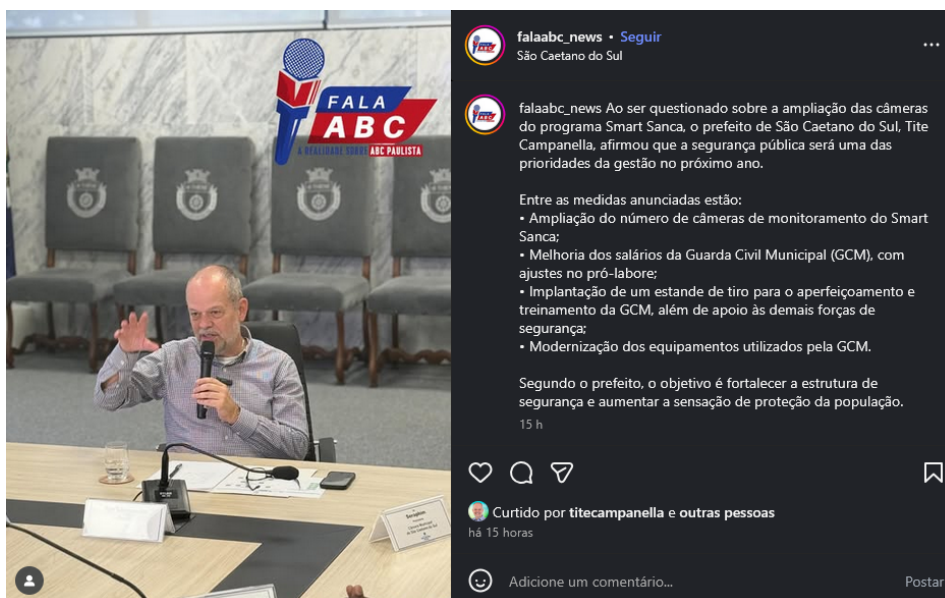 FALA
ABC
A REALIDADE SOBRE ABC PAULISTA
falaabc_news • Seguir
São Caetano do Sul
falaabc_news Ao ser questionado sobre a ampliação das câmeras
do programa Smart Sanca, o prefeito de São Caetano do Sul, Tite
Campanella, afirmou que a segurança pública será uma das
prioridades da gestão no próximo ano.
Entre as medidas anunciadas estão:
• Ampliação do número de câmeras de monitoramento do Smart
Sanca;
• Melhoria dos salários da Guarda Civil Municipal (GCM), com
ajustes no pró-labore;
• Implantação de um estande de tiro para o aperfeiçoamento e
treinamento da GCM, além de apoio às demais forças de
segurança;
• Modernização dos equipamentos utilizados pela GCM.
Segundo o prefeito, o objetivo é fortalecer a estrutura de
segurança e aumentar a sensação de proteção da população.
15 h
Curtido por titecampanella e outras pessoas
há 15 horas
Adicione um comentário...
Postar